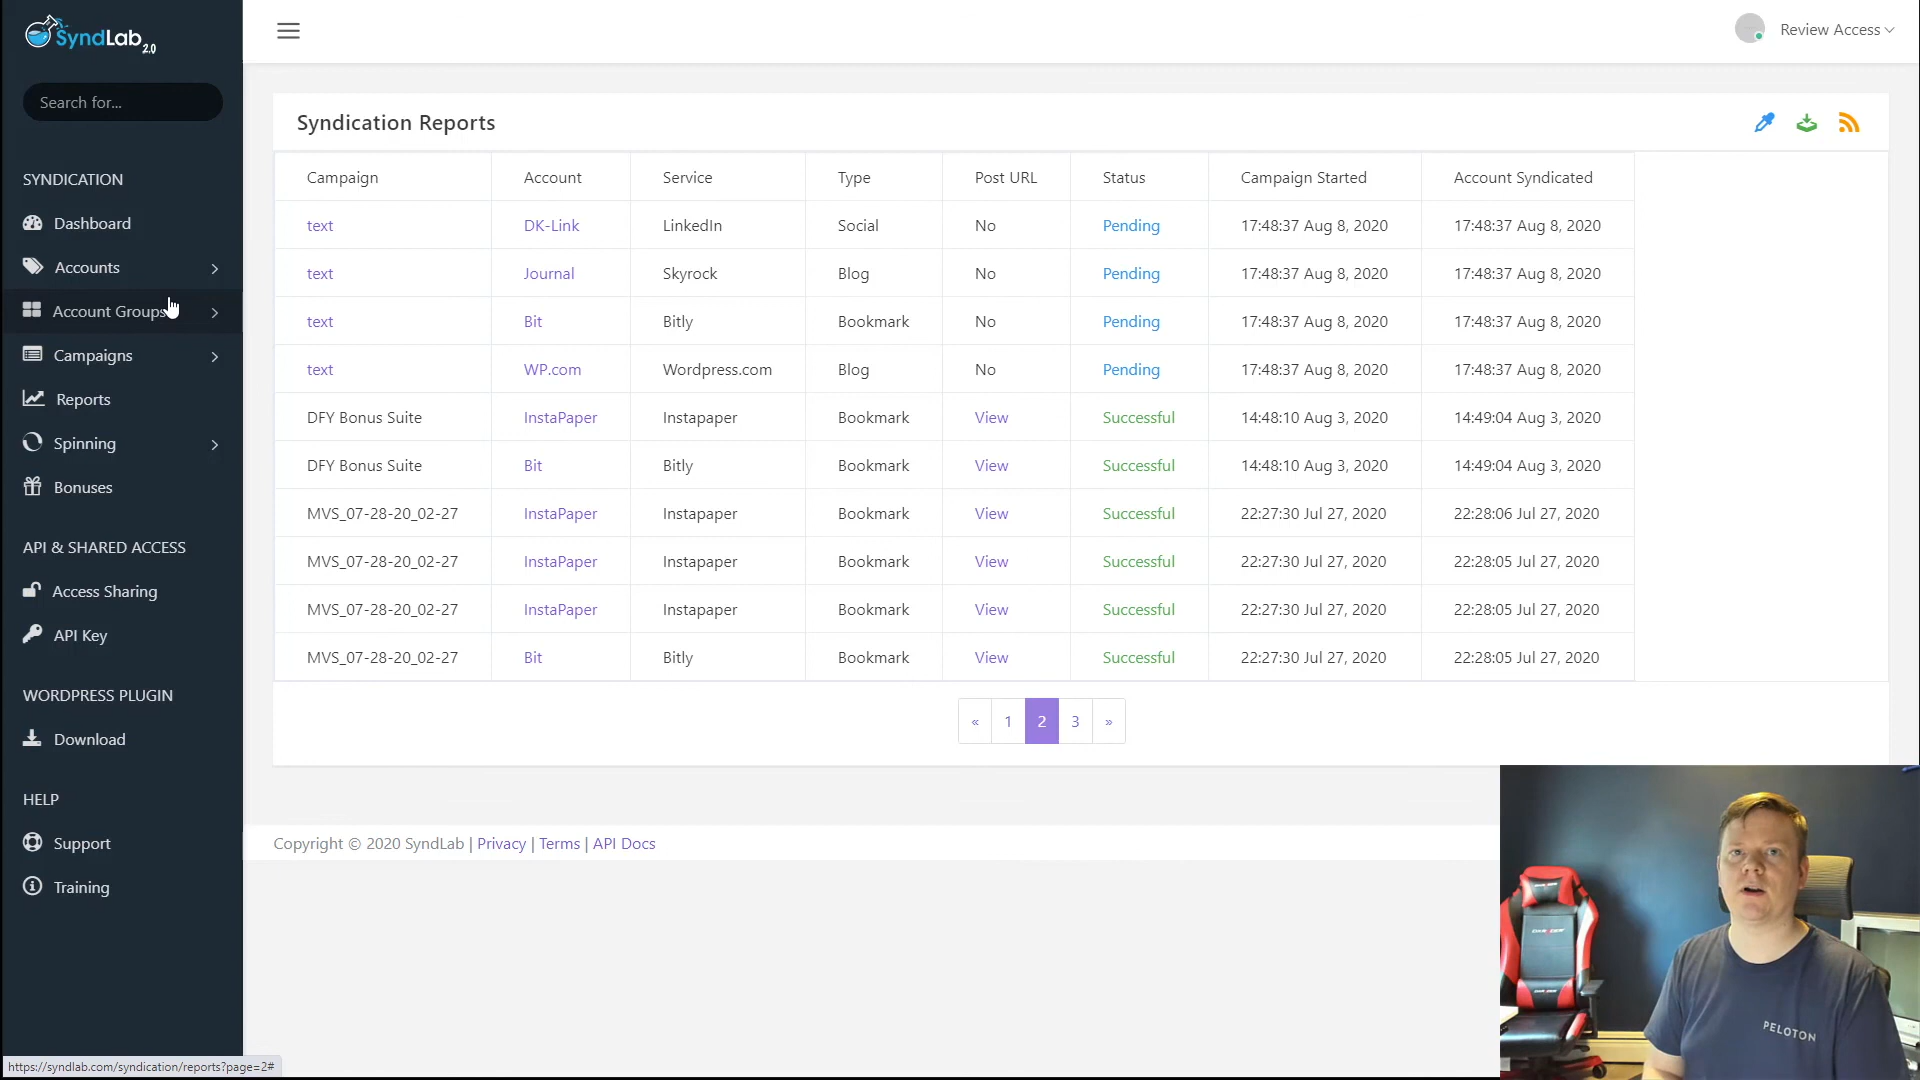 SyndLab 2.0
Review Access
Search for...
SYNDICATION
Dashboard
Accounts
Account Groups
Campaigns
Reports
Spinning
Bonuses
API & SHARED ACCESS
Access Sharing
API Key
WORDPRESS PLUGIN
Download
HELP
Support
Training
Syndication Reports
Campaign Account Service Type Post URL Status Campaign Started Account Syndicated
text DK-Link LinkedIn Social No Pending 17:48:37 Aug 8, 2020 17:48:37 Aug 8, 2020
text Journal Skyrock Blog No Pending 17:48:37 Aug 8, 2020 17:48:37 Aug 8, 2020
text Bit Bitly Bookmark No Pending 17:48:37 Aug 8, 2020 17:48:37 Aug 8, 2020
text WP.com Wordpress.com Blog No Pending 17:48:37 Aug 8, 2020 17:48:37 Aug 8, 2020
DFY Bonus Suite InstaPaper Instapaper Bookmark View Successful 14:48:10 Aug 3, 2020 14:49:04 Aug 3, 2020
DFY Bonus Suite Bit Bitly Bookmark View Successful 14:48:10 Aug 3, 2020 14:49:04 Aug 3, 2020
MVS_07-28-20_02-27 InstaPaper Instapaper Bookmark View Successful 22:27:30 Jul 27, 2020 22:28:06 Jul 27, 2020
MVS_07-28-20_02-27 InstaPaper Instapaper Bookmark View Successful 22:27:30 Jul 27, 2020 22:28:05 Jul 27, 2020
MVS_07-28-20_02-27 InstaPaper Instapaper Bookmark View Successful 22:27:30 Jul 27, 2020 22:28:05 Jul 27, 2020
MVS_07-28-20_02-27 Bit Bitly Bookmark View Successful 22:27:30 Jul 27, 2020 22:28:05 Jul 27, 2020
« 1 2 3 »
Copyright © 2020 SyndLab | Privacy | Terms | API Docs
PELOTON
https://syndlab.com/syndication/reports?page=2#